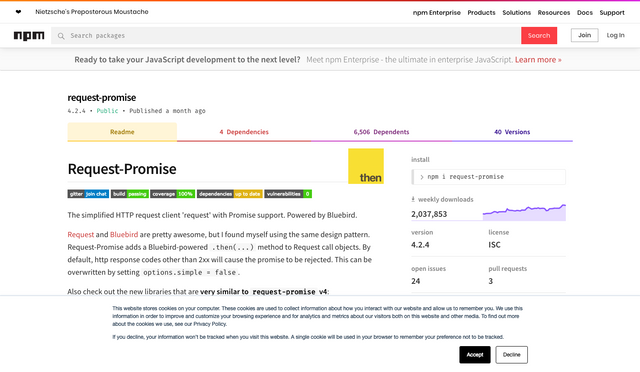 ❤ Nietzsche's Preposterous Moustache
npm Enterprise Products Solutions Resources Docs Support
npm Search packages Search Join Log In
Ready to take your JavaScript development to the next level? Meet npm Enterprise - the ultimate in enterprise JavaScript. Learn more »
request-promise
4.2.4 • Public • Published a month ago
Readme 4 Dependencies 6,506 Dependents 40 Versions
Request-Promise
then
gitter join chat build passing coverage 100% dependencies up to date vulnerabilities 0
The simplified HTTP request client 'request' with Promise support. Powered by Bluebird.
Request and Bluebird are pretty awesome, but I found myself using the same design pattern.
Request-Promise adds a Bluebird-powered .then(...) method to Request call objects. By
default, http response codes other than 2xx will cause the promise to be rejected. This can be
overwritten by setting options.simple = false.
Also check out the new libraries that are very similar to request-promise v4:
install
> npm i request-promise
weekly downloads
2,037,853
version license
4.2.4 ISC
open issues pull requests
24 3
This website stores cookies on your computer. These cookies are used to collect information about how you interact with our website and allow us to remember you. We use this
information in order to improve and customize your browsing experience and for analytics and metrics about our visitors both on this website and other media. To find out more
about the cookies we use, see our Privacy Policy.
If you decline, your information won't be tracked when you visit this website. A single cookie will be used in your browser to remember your preference not to be tracked.
Accept Decline